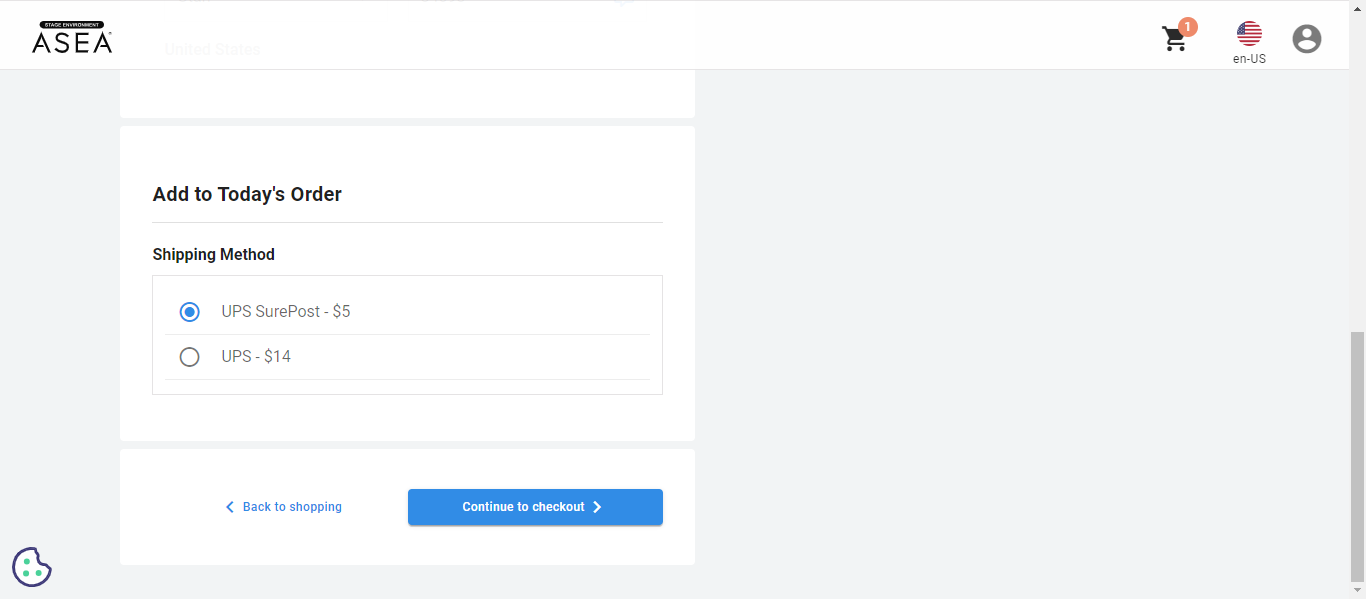 STAGE ENVIRONMENT
ASEA
1
en-US
United States
Add to Today's Order
Shipping Method
UPS SurePost - $5
UPS - $14
Back to shopping
Continue to checkout